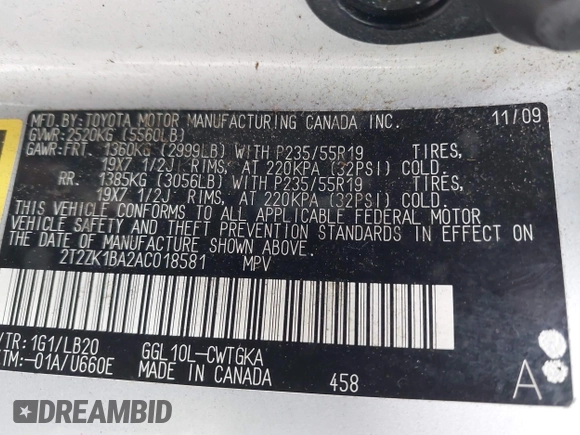 MFD.BY:TOYOTA MOTOR MANUFACTURING CANADA INC. 11/09
GVWR:2520KG (5560LB)
GAWR:FRT. 1360KG (2999LB) WITH P235/55R19 TIRES,
19X7 1/2J RIMS, AT 220KPA (32PSI) COLD.
RR. 1385KG (3056LB) WITH P235/55R19 TIRES,
19X7 1/2J RIMS, AT 220KPA (32PSI) COLD.
THIS VEHICLE CONFORMS TO ALL APPLICABLE FEDERAL MOTOR
VEHICLE SAFETY AND THEFT PREVENTION STANDARDS IN EFFECT ON
THE DATE OF MANUFACTURE SHOWN ABOVE.
2T2ZK1BA2AC018581 MPV
/TR:1G1/LB20 GGL10L-CWTGKA
TM:-01A/U660E MADE IN CANADA 458 A
DREAMBID